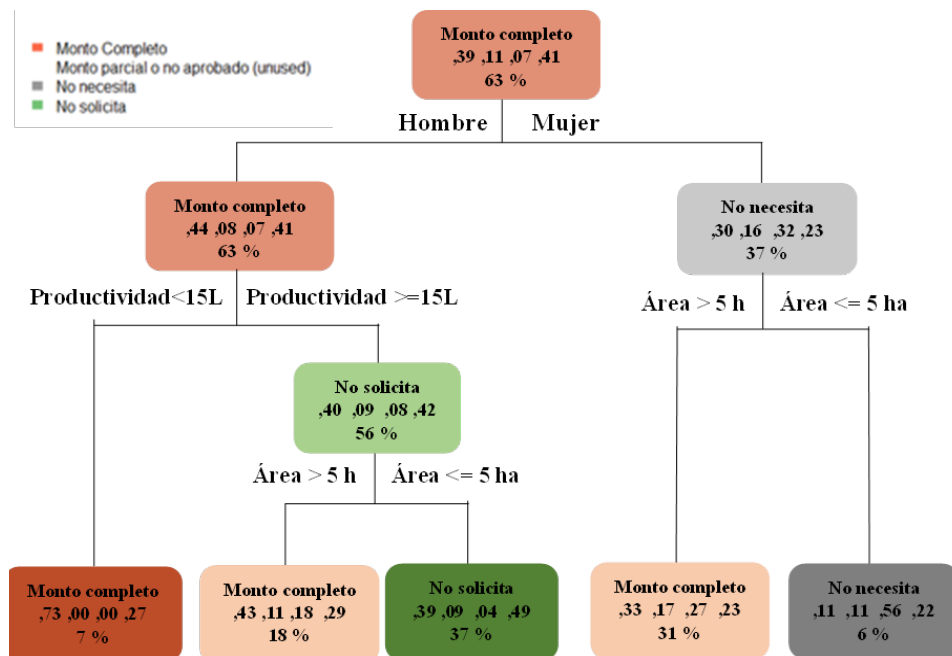 Monto Completo
Monto parcial o no aprobado (unused)
No necesita
No solicita
Monto completo
,39 ,11 ,07 ,41
63 %
Hombre Mujer
Monto completo
,44 ,08 ,07 ,41
63 %
No necesita
,30 ,16 ,32 ,23
37 %
Productividad<15L Productividad >=15L
Área > 5 h Área <= 5 ha
No solicita
,40 ,09 ,08 ,42
56 %
Área > 5 h Área <= 5 ha
Monto completo
,73 ,00 ,00 ,27
7 %
Monto completo
,43 ,11 ,18 ,29
18 %
No solicita
,39 ,09 ,04 ,49
37 %
Monto completo
,33 ,17 ,27 ,23
31 %
No necesita
,11 ,11 ,56 ,22
6 %